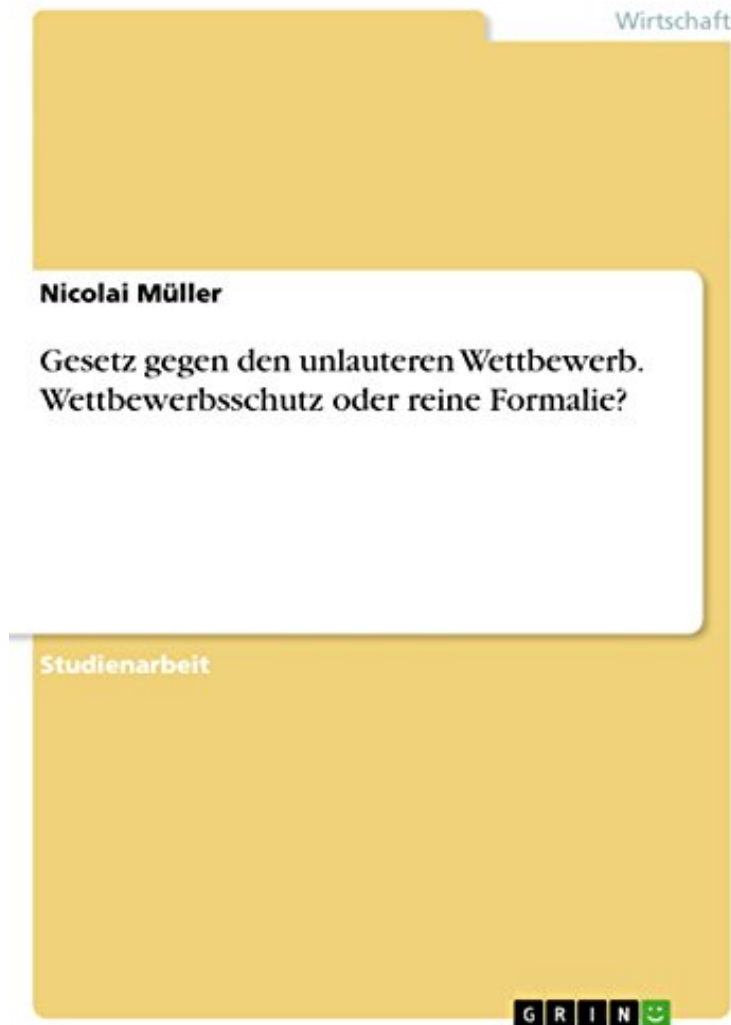 Wirtschaft
Nicolai Müller
Gesetz gegen den unlauteren Wettbewerb.
Wettbewerbsschutz oder reine Formalie?
Studienarbeit
GRIN